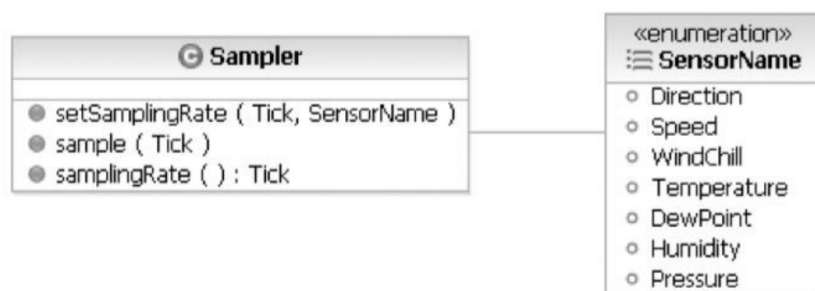 Sampler
setSamplingRate ( Tick, SensorName )
sample ( Tick )
samplingRate ( ) : Tick
«enumeration»
SensorName
Direction
Speed
WindChill
Temperature
DewPoint
Humidity
Pressure